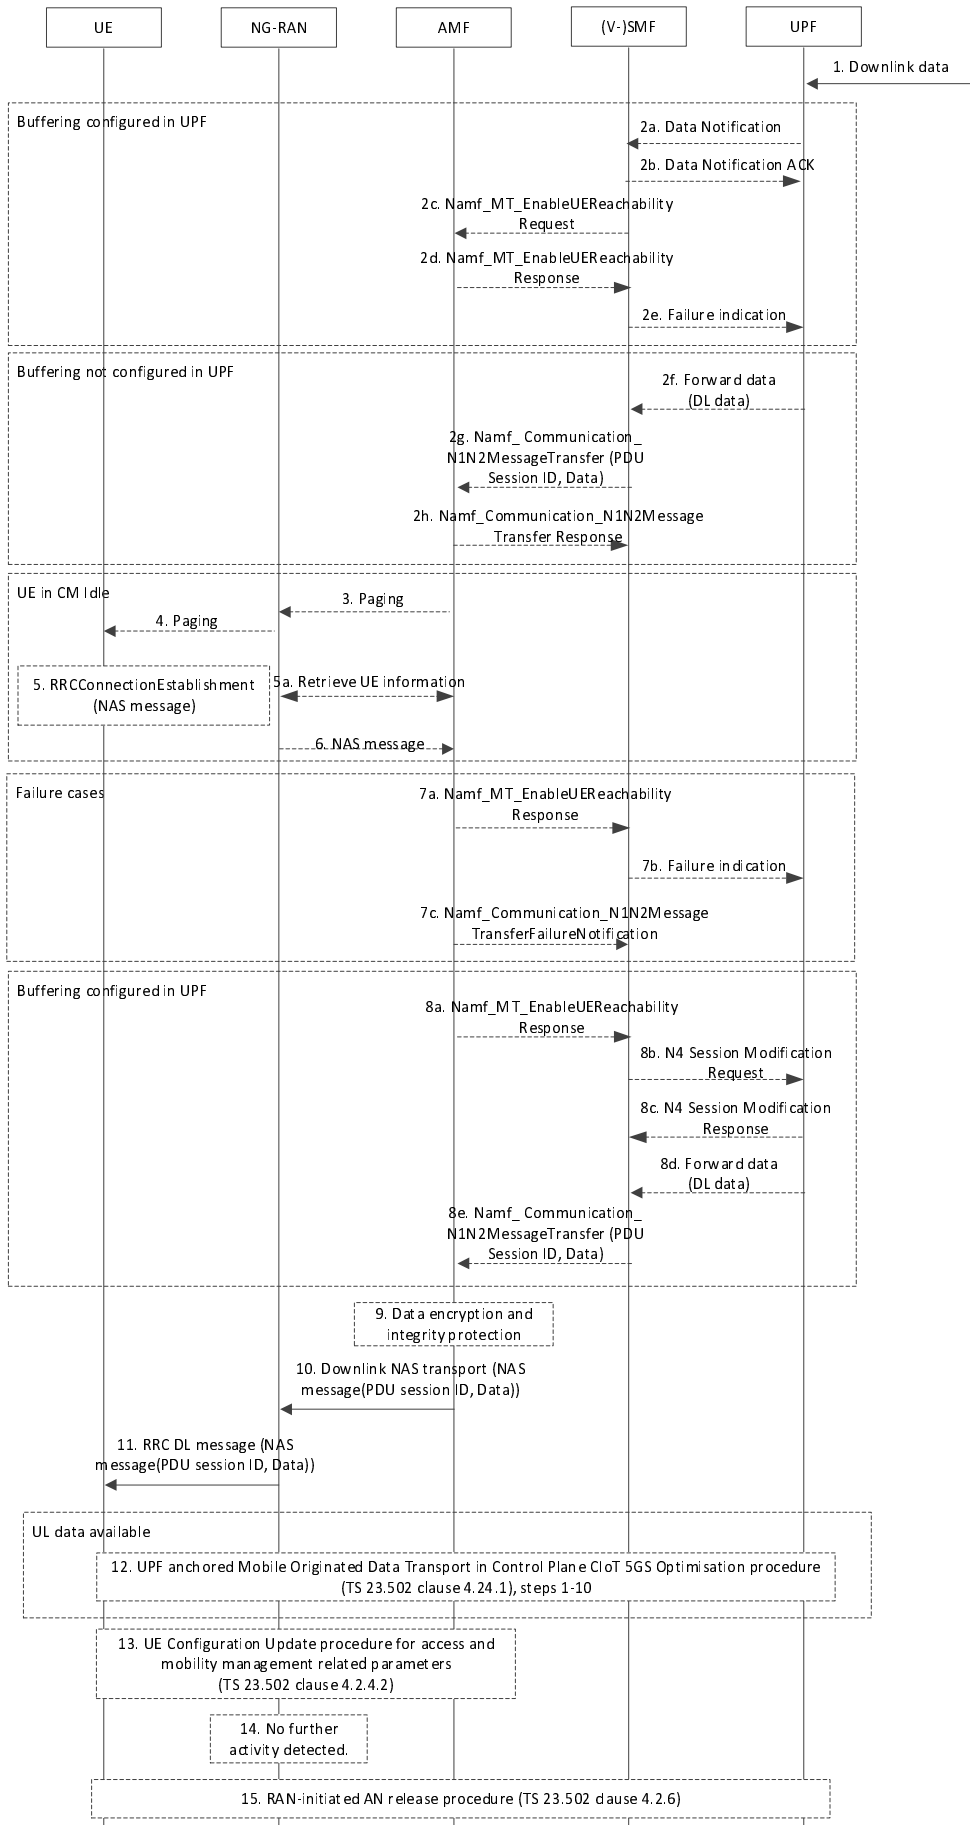 UE
NG-RAN
AMF
(V-)SMF
UPF
1. Downlink data
Buffering configured in UPF
2a. Data Notification
2b. Data Notification ACK
2c. Namf_MT_EnableUEReachability
Request
2d. Namf_MT_EnableUEReachability
Response
2e. Failure indication
Buffering not configured in UPF
2f. Forward data
(DL data)
2g. Namf_ Communication_
N1N2MessageTransfer (PDU
Session ID, Data)
2h. Namf_Communication_N1N2Message
Transfer Response
UE in CM Idle
3. Paging
4. Paging
5. RRCConnectionEstablishment
(NAS message)
5a. Retrieve UE information
6. NAS message
Failure cases
7a. Namf_MT_EnableUEReachability
Response
7b. Failure indication
7c. Namf_Communication_N1N2Message
TransferFailureNotification
Buffering configured in UPF
8a. Namf_MT_EnableUEReachability
Response
8b. N4 Session Modification
Request
8c. N4 Session Modification
Response
8d. Forward data
(DL data)
8e. Namf_ Communication_
N1N2MessageTransfer (PDU
Session ID, Data)
9. Data encryption and
integrity protection
10. Downlink NAS transport (NAS
message(PDU session ID, Data))
11. RRC DL message (NAS
message(PDU session ID, Data))
UL data available
12. UPF anchored Mobile Originated Data Transport in Control Plane CIoT 5GS Optimisation procedure
(TS 23.502 clause 4.24.1), steps 1-10
13. UE Configuration Update procedure for access and
mobility management related parameters
(TS 23.502 clause 4.2.4.2)
14. No further
activity detected.
15. RAN-initiated AN release procedure (TS 23.502 clause 4.2.6)